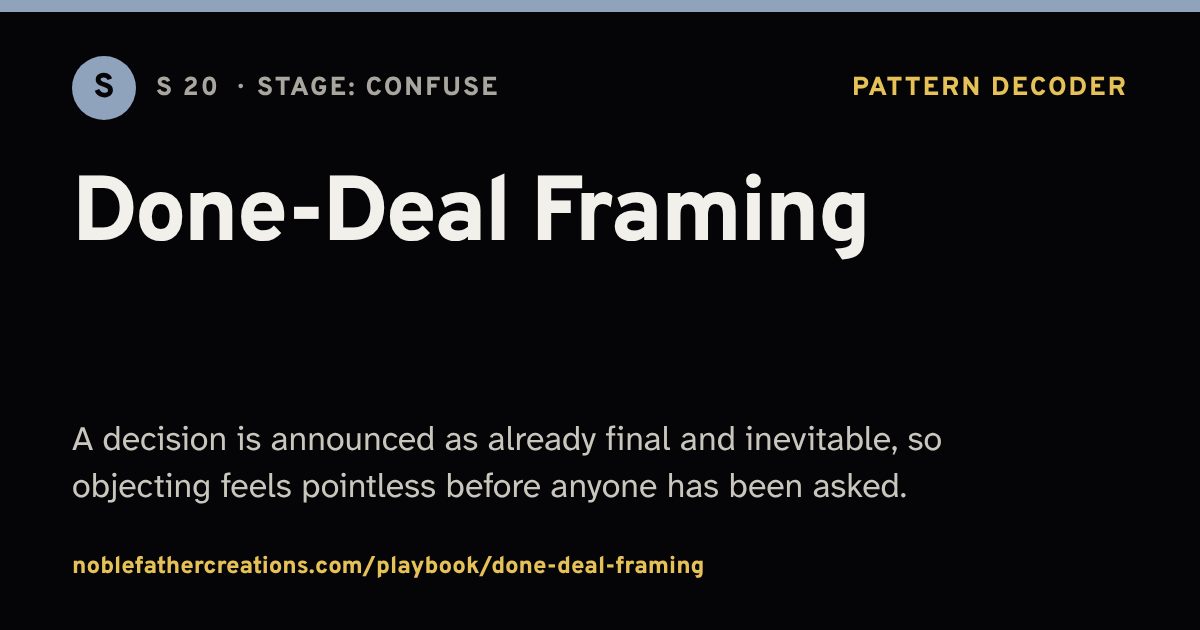 S
S 20 · STAGE: CONFUSE
PATTERN DECODER
Done-Deal Framing
A decision is announced as already final and inevitable, so
objecting feels pointless before anyone has been asked.
noblefathercreations.com/playbook/done-deal-framing